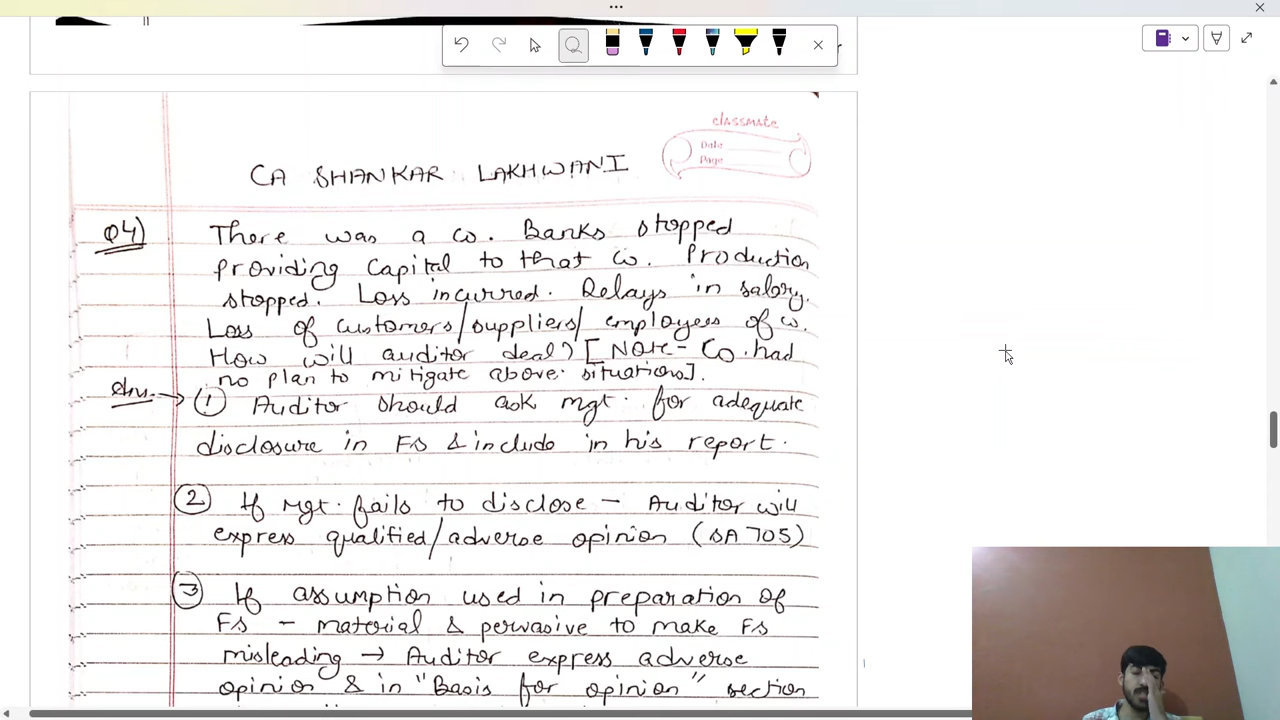 classmate
Date
Page
CA SHANKAR LAKHWANI
Q4) There was a co. Banks stopped
providing Capital to that co. Production
stopped. Loss incurred. Delays in salary.
Loss of customers/suppliers/employees of co.
How will auditor deal? [Note - Co. had
no plan to mitigate above situations].
Ans. → ① Auditor should ask mgt. for adequate
disclosure in FS & include in his report.
② If Mgt. fails to disclose - Auditor will
express qualified/adverse opinion (SA 705)
③ If assumption used in preparation of
FS - material & pervasive to make FS
misleading → Auditor express adverse
opinion & in "Basis for opinion" section